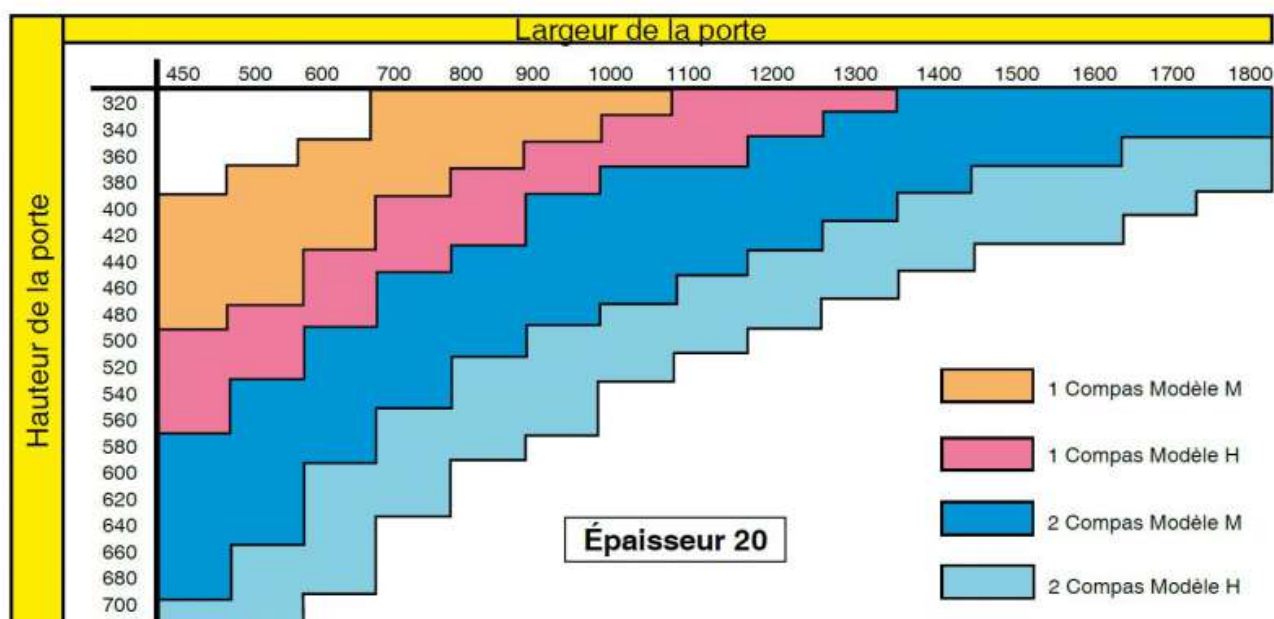 Largeur de la porte
450 500 600 700 800 900 1000 1100 1200 1300 1400 1500 1600 1700 1800
Hauteur de la porte
320
340
360
380
400
420
440
460
480
500
520
540
560
580
600
620
640
660
680
700
1 Compas Modèle M
1 Compas Modèle H
2 Compas Modèle M
2 Compas Modèle H
Épaisseur 20